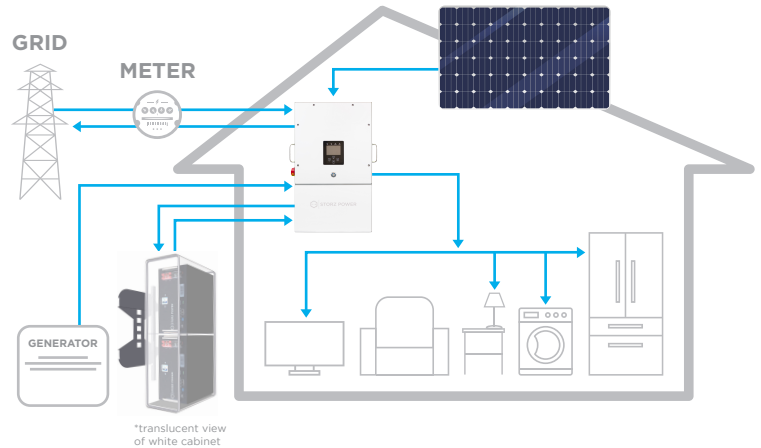 GRID
METER
GENERATOR
*translucent view
of white cabinet